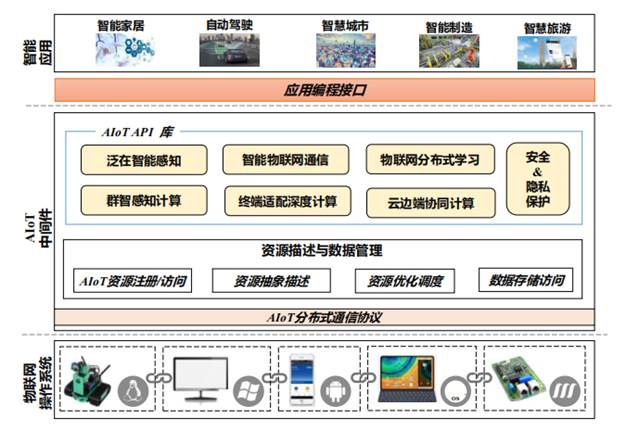 智能应用
智能家居
自动驾驶
智慧城市
智能制造
智慧旅游
应用编程接口
AIoT中间件
AIoT API 库
泛在智能感知
智能物联网通信
物联网分布式学习
群智感知计算
终端适配深度计算
云边端协同计算
安全
&
隐私
保护
资源描述与数据管理
AIoT资源注册/访问
资源抽象描述
资源优化调度
数据存储访问
AIoT分布式通信协议
物联网
操作系统
OS